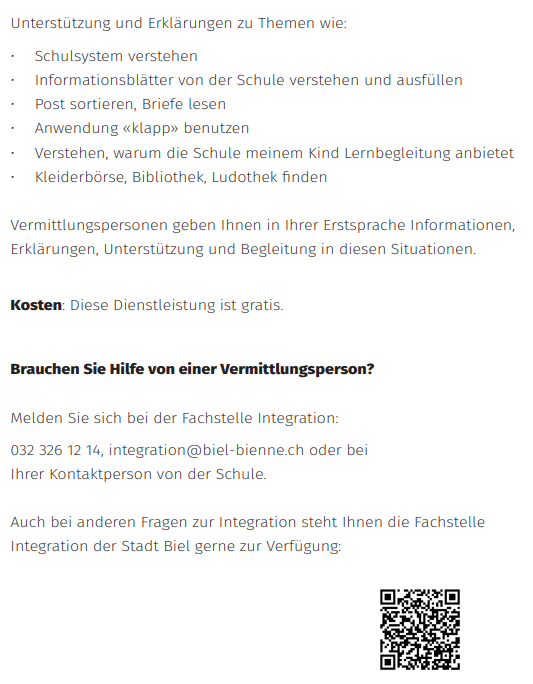 Unterstützung und Erklärungen zu Themen wie:
· Schulsystem verstehen
· Informationsblätter von der Schule verstehen und ausfüllen
· Post sortieren, Briefe lesen
· Anwendung «klapp» benutzen
· Verstehen, warum die Schule meinem Kind Lernbegleitung anbietet
· Kleiderbörse, Bibliothek, Ludothek finden
Vermittlungspersonen geben Ihnen in Ihrer Erstsprache Informationen,
Erklärungen, Unterstützung und Begleitung in diesen Situationen.
Kosten: Diese Dienstleistung ist gratis.
Brauchen Sie Hilfe von einer Vermittlungsperson?
Melden Sie sich bei der Fachstelle Integration:
032 326 12 14, integration@biel-bienne.ch oder bei
Ihrer Kontaktperson von der Schule.
Auch bei anderen Fragen zur Integration steht Ihnen die Fachstelle
Integration der Stadt Biel gerne zur Verfügung: